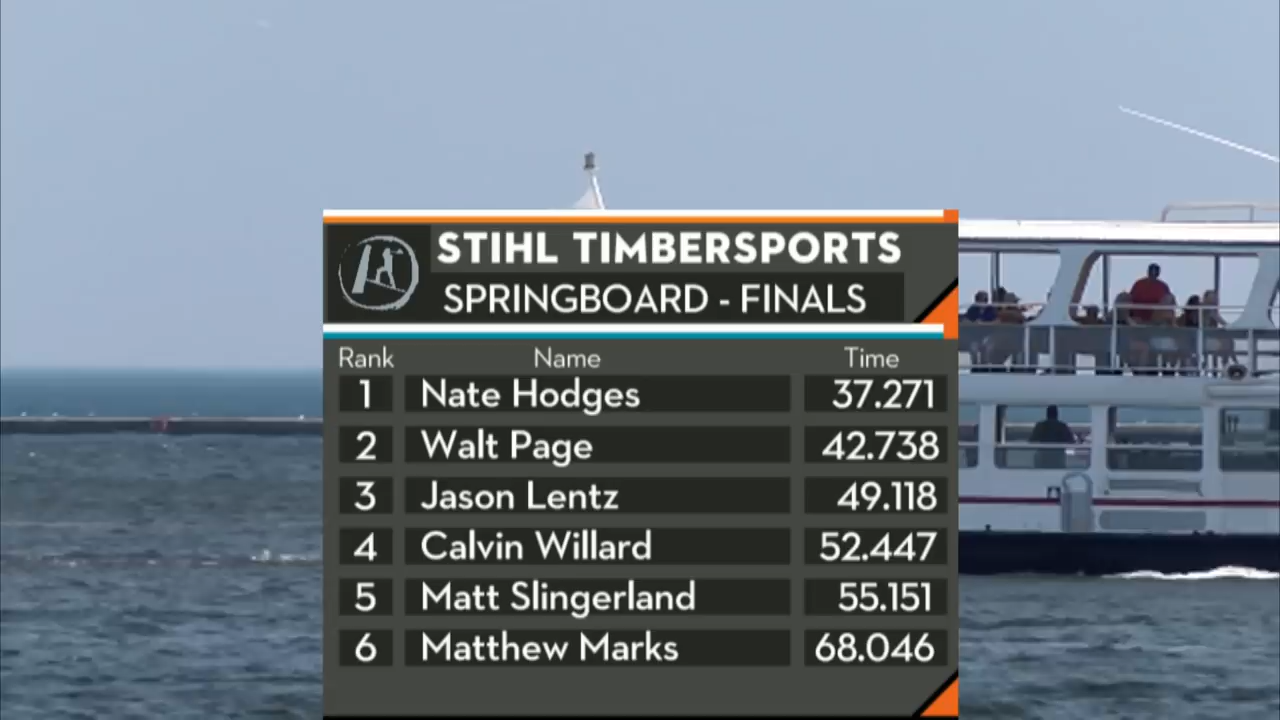 STIHL TIMBERSPORTS
SPRINGBOARD - FINALS
Rank Name Time
1 Nate Hodges 37.271
2 Walt Page 42.738
3 Jason Lentz 49.118
4 Calvin Willard 52.447
5 Matt Slingerland 55.151
6 Matthew Marks 68.046